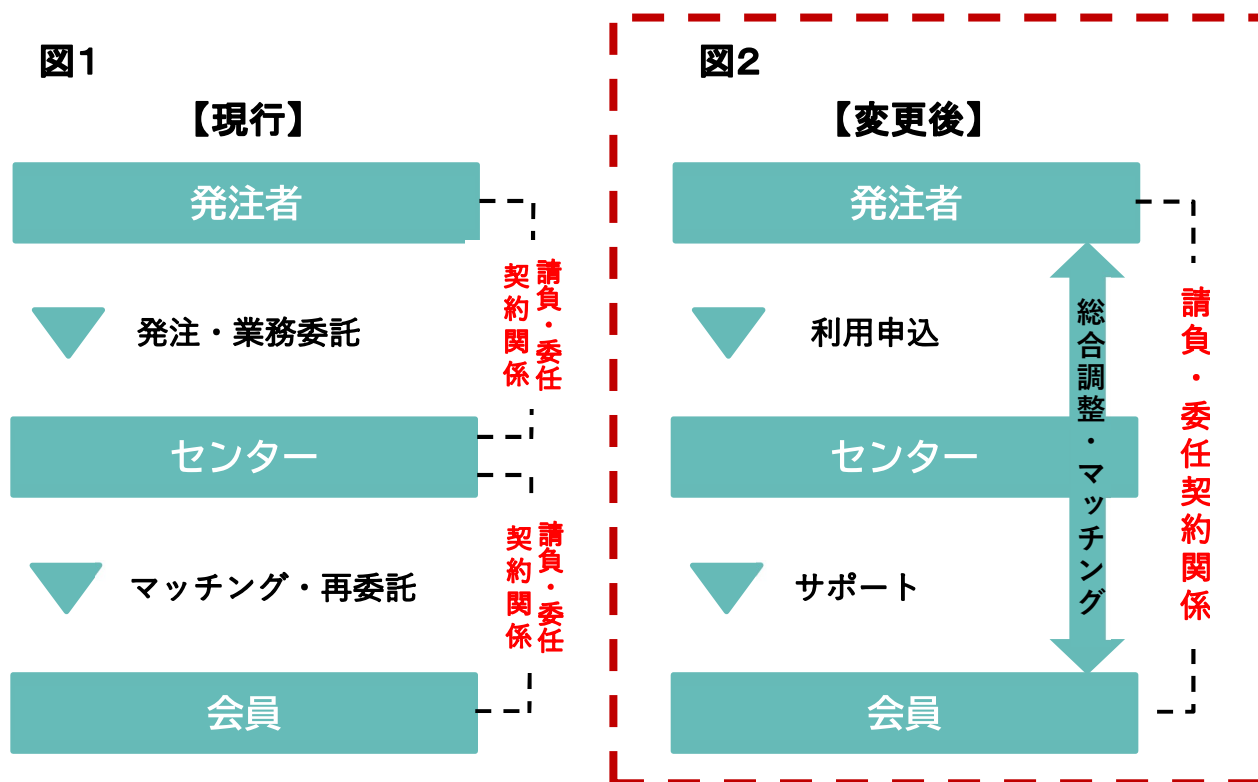 図1
【現行】
発注者
発注・業務委託
請負・委任
契約関係
センター
マッチング・再委託
請負・委任
契約関係
会員
図2
【変更後】
発注者
利用申込
センター
サポート
総合調整・マッチング
請負・委任契約関係
会員